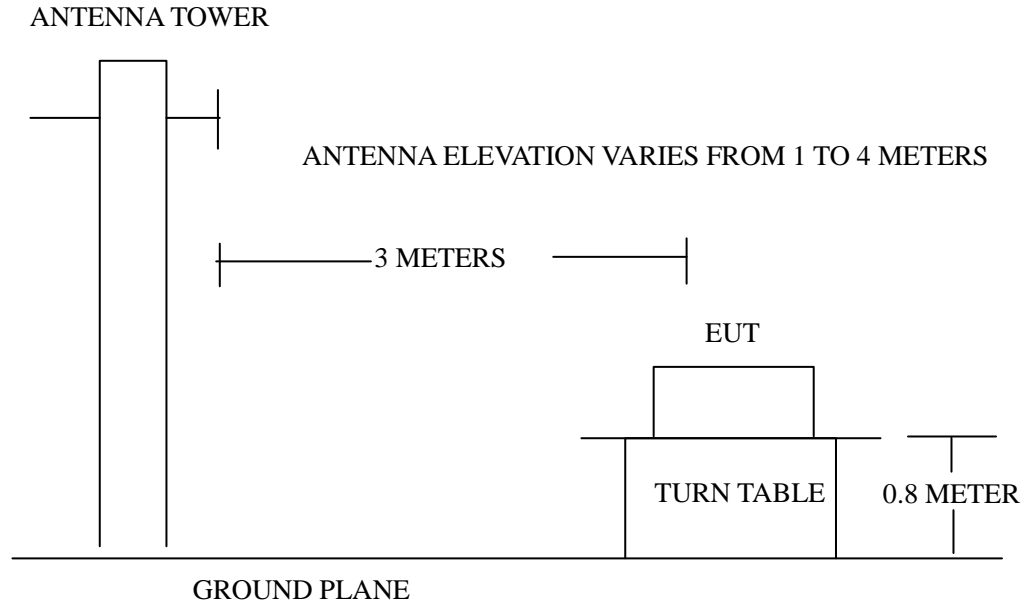 ANTENNA TOWER
ANTENNA ELEVATION VARIES FROM 1 TO 4 METERS
3 METERS
EUT
TURN TABLE
0.8 METER
GROUND PLANE